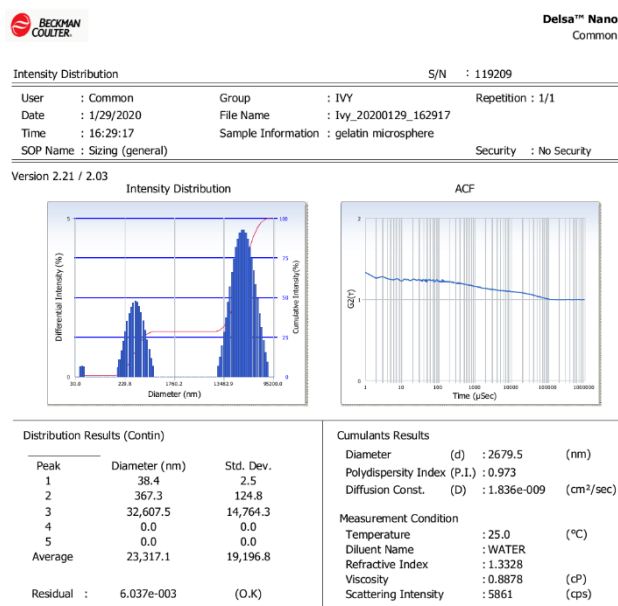 BECKMAN
COULTER.
Delsa™ Nano
Common
Intensity Distribution S/N : 119209
User : Common Group : IVY Repetition : 1/1
Date : 1/29/2020 File Name : Ivy_20200129_162917
Time : 16:29:17 Sample Information : gelatin microsphere
SOP Name : Sizing (general) Security : No Security
Version 2.21 / 2.03
Intensity Distribution
Differential Intensity (%)
5
0
Cumulative Intensity(%)
100
75
50
25
0
228.8 1760.2 13482.9 95200.0
Diameter (nm)
ACF
G2(τ)
2
1
0
1 10 100 1000 10000 100000 1000000
Time (μSec)
Distribution Results (Contin)
Peak Diameter (nm) Std. Dev.
1 38.4 2.5
2 367.3 124.8
3 32,607.5 14,764.3
4 0.0 0.0
5 0.0 0.0
Average 23,317.1 19,196.8
Residual : 6.037e-003 (O.K)
Cumulants Results
Diameter (d) : 2679.5 (nm)
Polydispersity Index (P.I.) : 0.973
Diffusion Const. (D) : 1.836e-009 (cm²/sec)
Measurement Condition
Temperature : 25.0 (°C)
Diluent Name : WATER
Refractive Index : 1.3328
Viscosity : 0.8878 (cP)
Scattering Intensity : 5861 (cps)